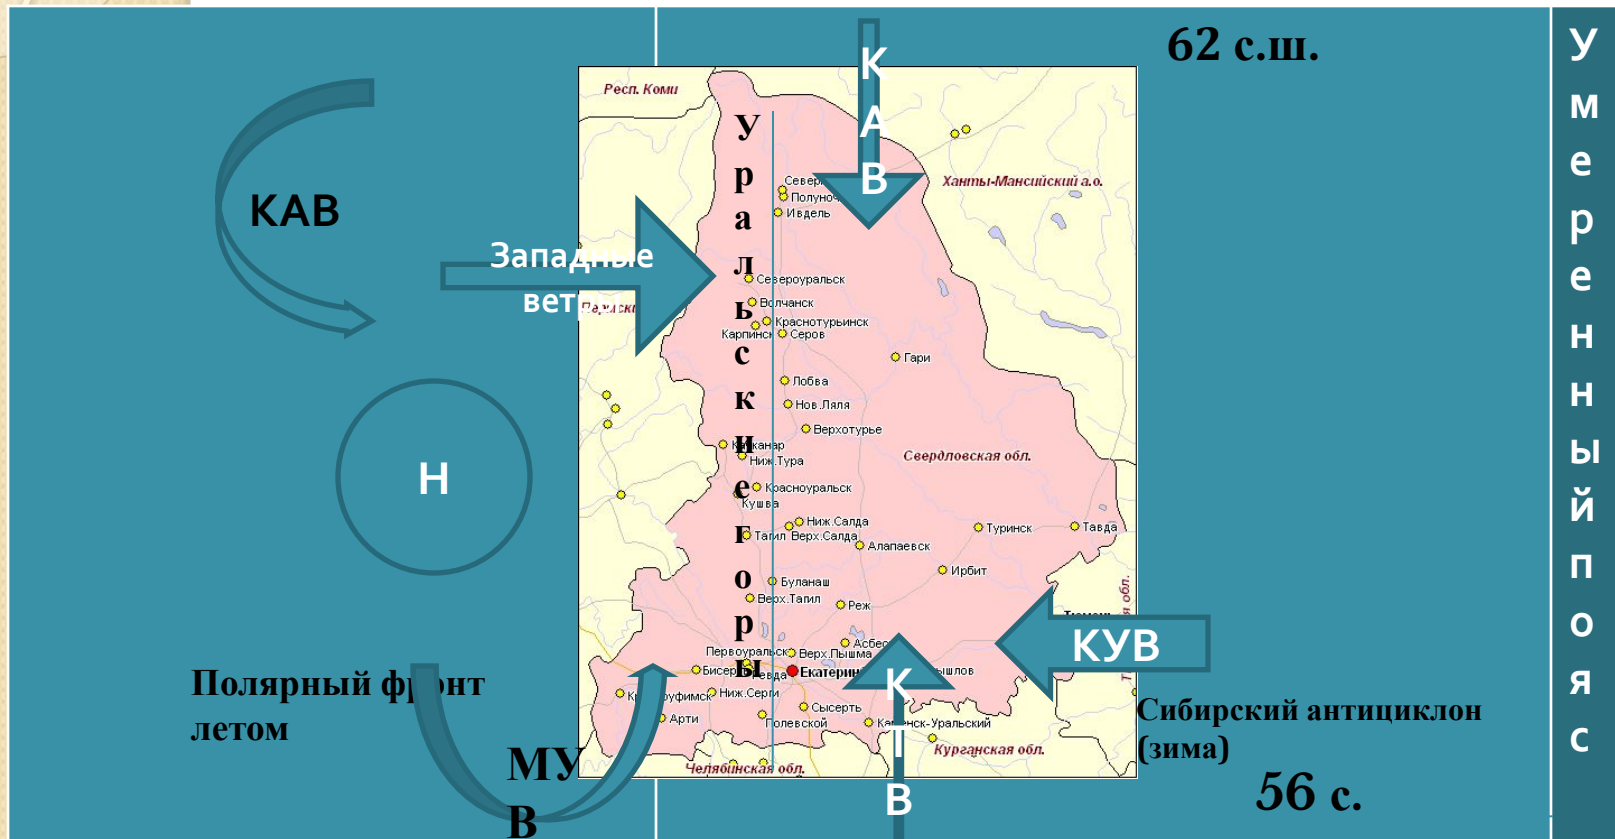 62 с.ш.
Умеренный пояс
КАВ
КАВ
Западные
Уральские горы
Н
Полярный фронт
летом
МУ
В
КУВ
КТВ
Сибирский антициклон
(зима)
56 с.
Респ. Коми
Ханты-Мансийский а.о.
Ивдель
Североуральск
Волчанск
Краснотурьинск
Карпинск
Серов
Гари
Лобва
Нов.Ляля
Верхотурье
Свердловская обл.
Ниж.Тура
Красноуральск
Кушва
Ниж.Салда
Тагил
Верх.Салда
Туринск
Тавда
Алапаевск
Ирбит
Буланаш
Верх.Тагил
Реж
Первоуральск
Верх.Пышма
Ниж.Серги
Арти
Сысерть
Полевской
Каменск-Уральский
Курганская обл.
Челябинская обл.